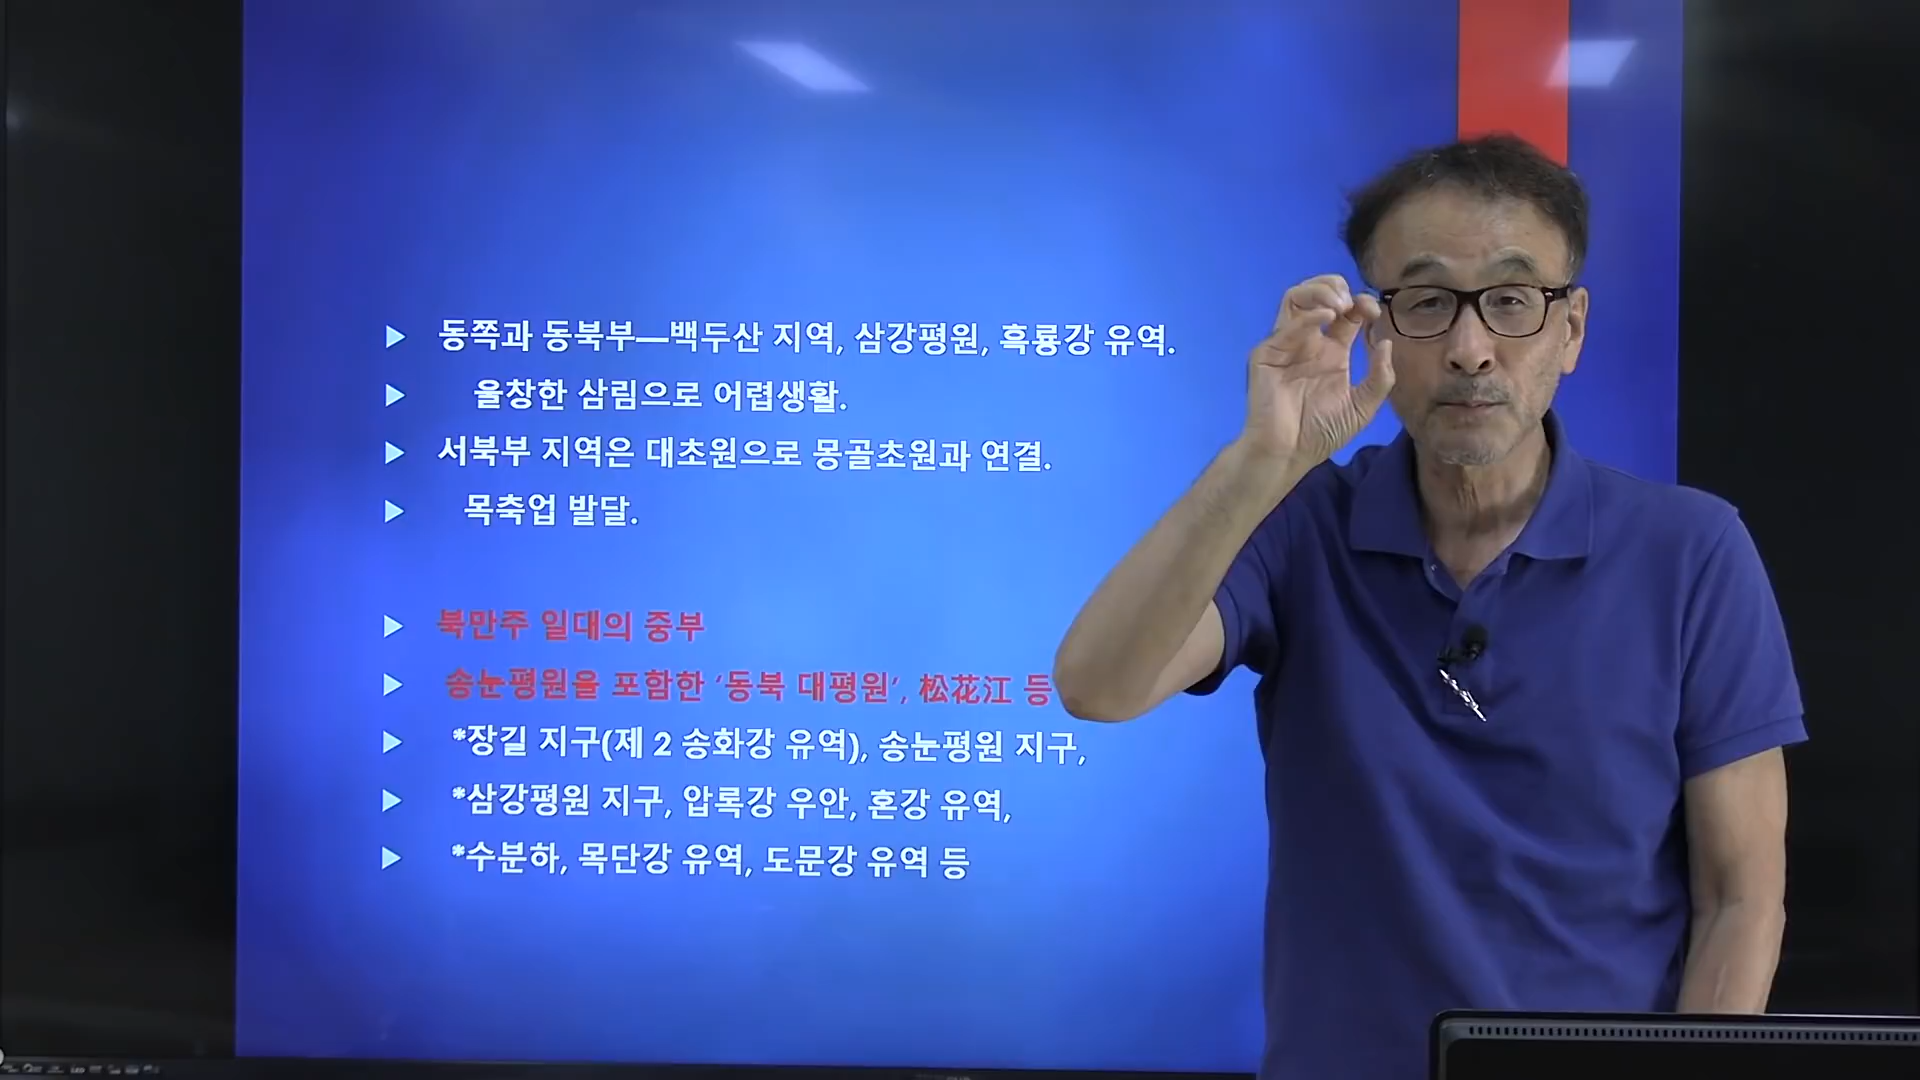 동쪽과 동북부—백두산 지역, 삼강평원, 흑룡강 유역.
울창한 삼림으로 어렵생활.
서북부 지역은 대초원으로 몽골초원과 연결.
목축업 발달.
북만주 일대의 중부
송눈평원을 포함한 ‘동북 대평원’, 松花江 등
*장길 지구(제 2 송화강 유역), 송눈평원 지구,
*삼강평원 지구, 압록강 우안, 혼강 유역,
*수분하, 목단강 유역, 도문강 유역 등